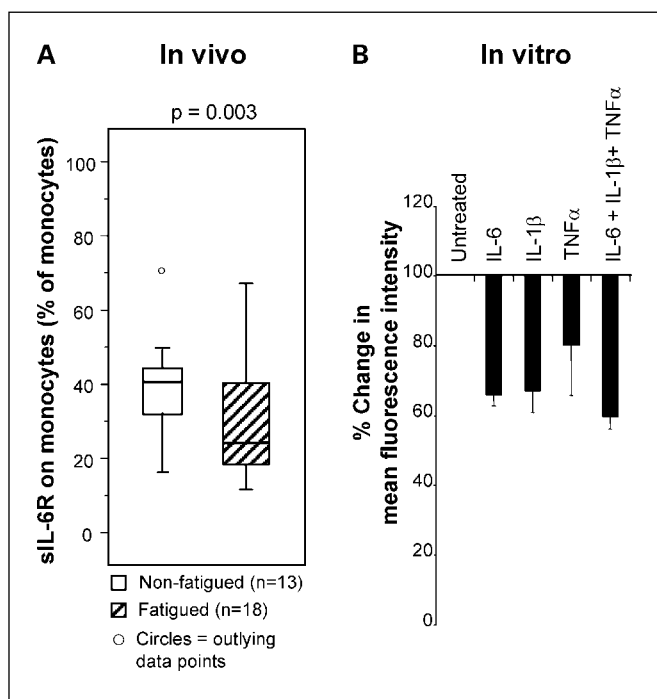 A
In vivo
p = 0.003
sIL-6R on monocytes (% of monocytes)
100
80
60
40
20
0
Non-fatigued (n=13)
Fatigued (n=18)
Circles = outlying
data points
B
In vitro
% Change in
mean fluorescence intensity
Untreated
IL-6
IL-1β
TNFα
IL-6 + IL-1β+ TNFα
120
100
80
60
40
20
0